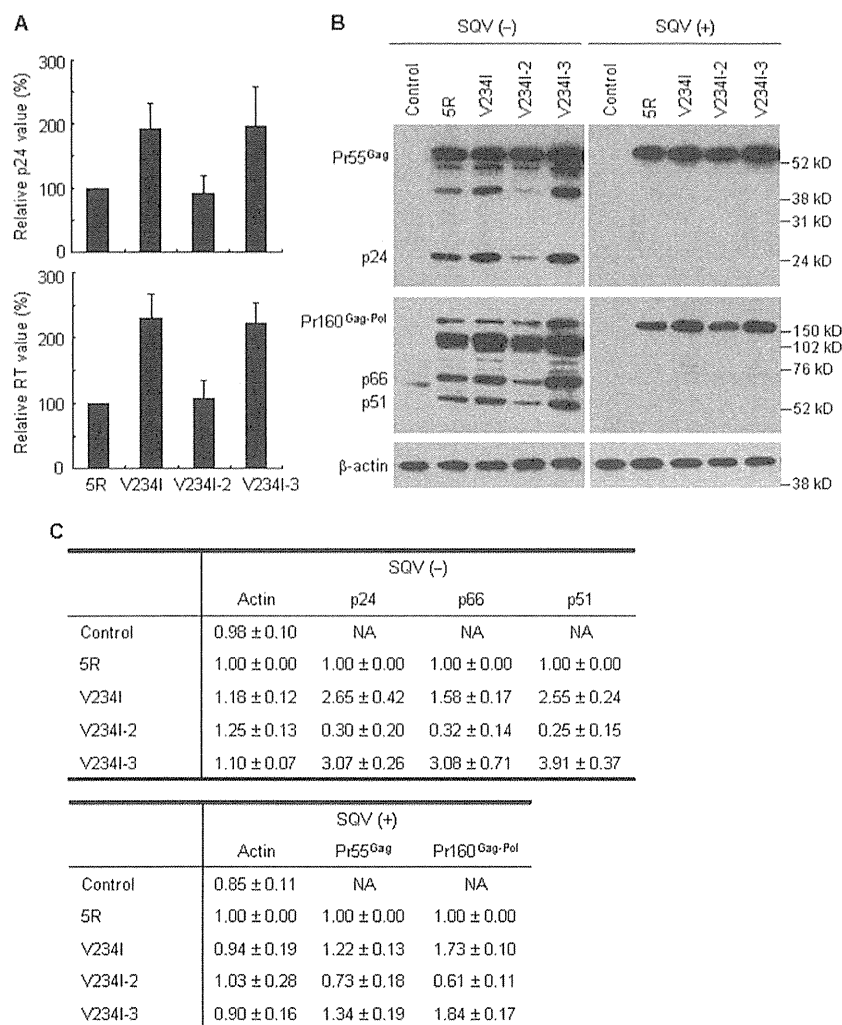 A
Relative p24 value (%)
300
200
100
0
Relative RT value (%)
300
200
100
0
5R V234I V234I-2 V234I-3
B
SQV (−) SQV (+)
Control 5R V234I V234I-2 V234I-3 Control 5R V234I V234I-2 V234I-3
Pr55Gag
p24
52 kD
38 kD
31 kD
24 kD
Pr160Gag-Pol
p66
p51
150 kD
102 kD
76 kD
52 kD
β-actin
38 kD
C
SQV (−)
Actin p24 p66 p51
Control 0.98 ± 0.10 NA NA NA
5R 1.00 ± 0.00 1.00 ± 0.00 1.00 ± 0.00 1.00 ± 0.00
V234I 1.18 ± 0.12 2.65 ± 0.42 1.58 ± 0.17 2.55 ± 0.24
V234I-2 1.25 ± 0.13 0.30 ± 0.20 0.32 ± 0.14 0.25 ± 0.15
V234I-3 1.10 ± 0.07 3.07 ± 0.26 3.08 ± 0.71 3.91 ± 0.37
SQV (+)
Actin Pr55Gag Pr160Gag-Pol
Control 0.85 ± 0.11 NA NA
5R 1.00 ± 0.00 1.00 ± 0.00 1.00 ± 0.00
V234I 0.94 ± 0.19 1.22 ± 0.13 1.73 ± 0.10
V234I-2 1.03 ± 0.28 0.73 ± 0.18 0.61 ± 0.11
V234I-3 0.90 ± 0.16 1.34 ± 0.19 1.84 ± 0.17